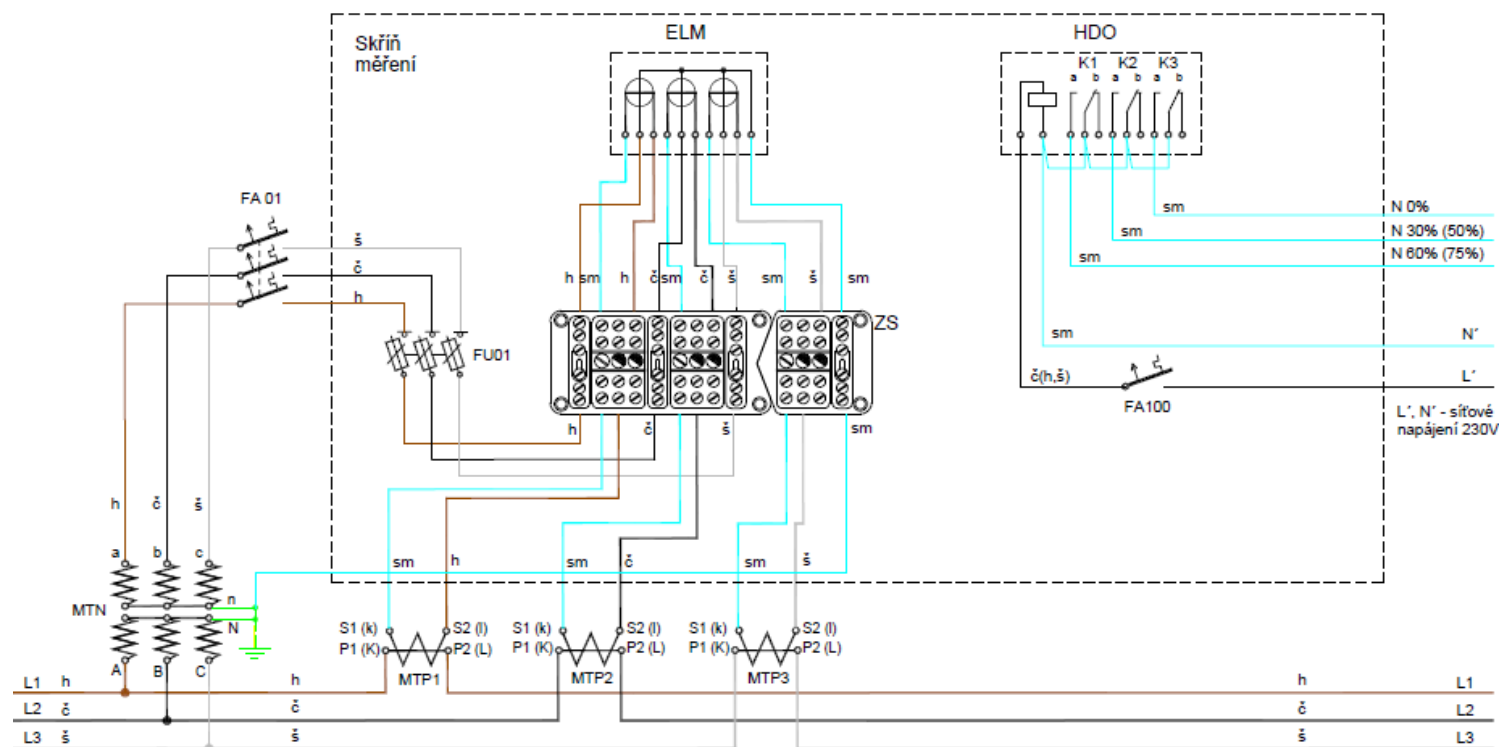 Skříň
měření
ELM
HDO
K1 K2 K3
a b a b a b
FA 01
š
č
h
sm
N 0%
sm
N 30% (50%)
sm
N 60% (75%)
h sm h č sm č š sm š sm
ZS
FU01
sm
N´
č(h,š)
L´
FA100
L´, N´ - síťové
napájení 230V
h č š sm
h č š
a b c
sm h sm č sm š
MTN
n
N
A B C
S1 (k) S2 (l) S1 (k) S2 (l) S1 (k) S2 (l)
P1 (K) P2 (L) P1 (K) P2 (L) P1 (K) P2 (L)
MTP1 MTP2 MTP3
L1 h h h L1
L2 č č č L2
L3 š š š L3